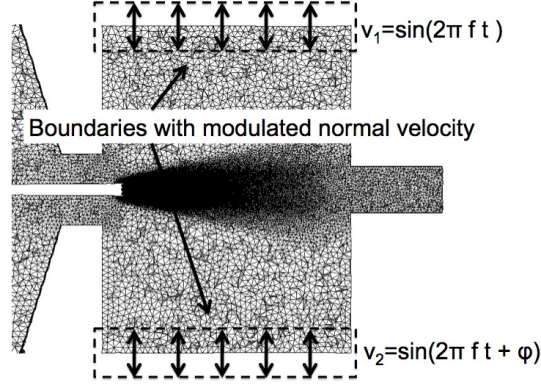 v₁=sin(2π f t )
Boundaries with modulated normal velocity
v₂=sin(2π f t + φ)